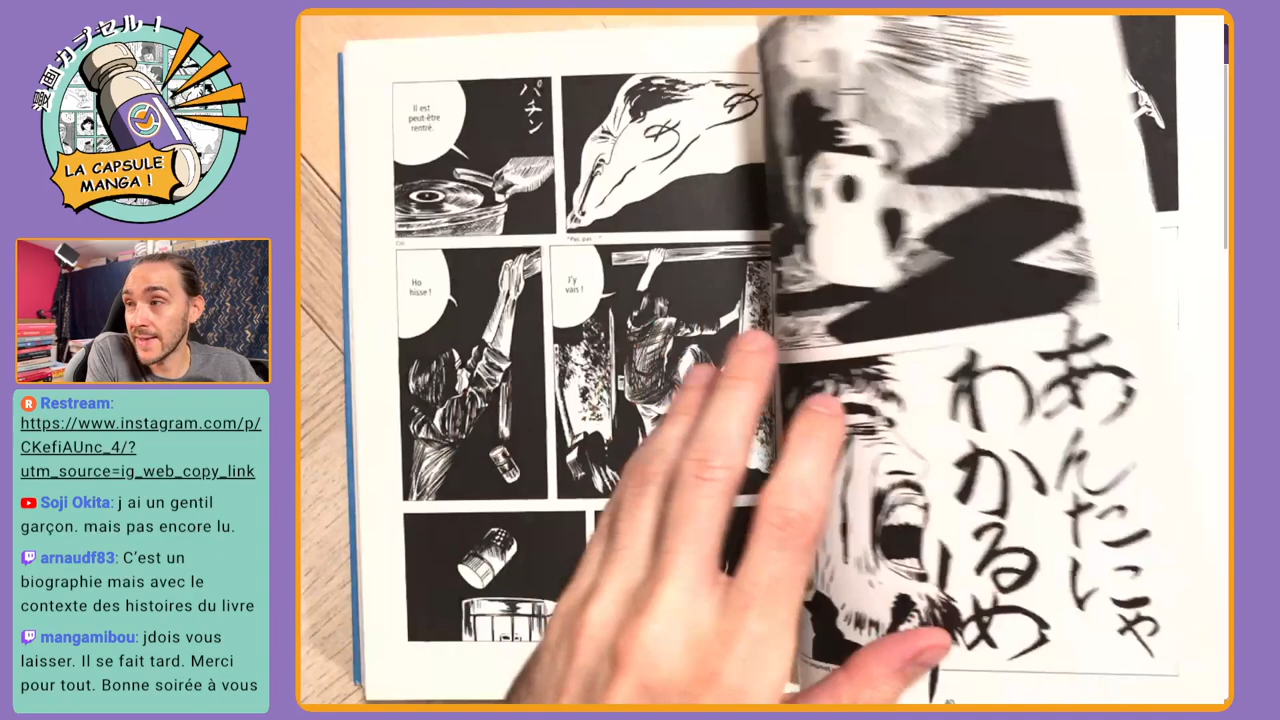 漫画カプセル！
LA CAPSULE
MANGA !
Restream:
https://www.instagram.com/p/
CKefiAUnc_4/?
utm_source=ig_web_copy_link
Soji Okita: j ai un gentil
garçon. mais pas encore lu.
arnaudf83: C’est un
biographie mais avec le
contexte des histoires du livre
mangamibou: jdois vous
laisser. Il se fait tard. Merci
pour tout. Bonne soirée à vous
Il est
peut-être
rentré.
パチン
Ho
hisse !
J'y
vais !
あんたにゃ
わかるめ